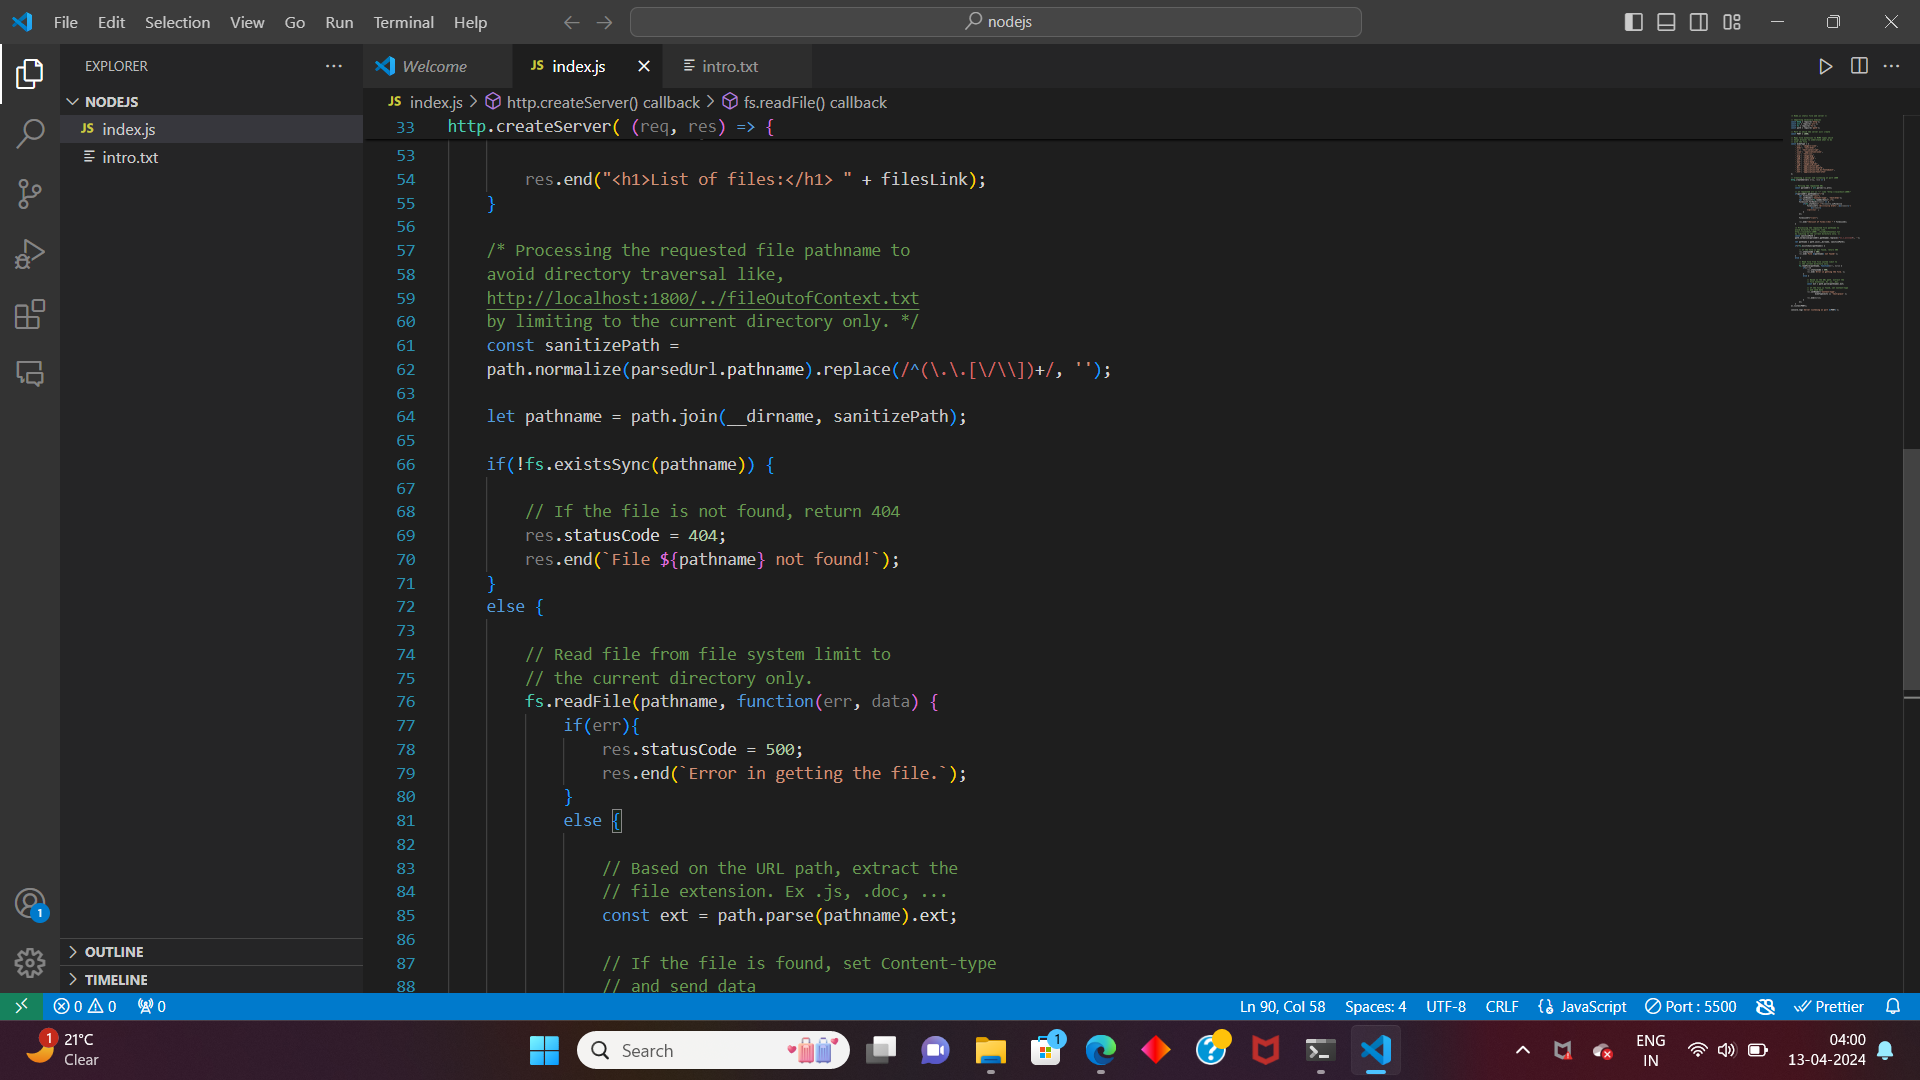 File Edit Selection View Go Run Terminal Help
nodejs
EXPLORER
NODEJS
JS index.js
intro.txt
OUTLINE
TIMELINE
Welcome
JS index.js
intro.txt
JS index.js > http.createServer() callback > fs.readFile() callback
33 http.createServer( (req, res) => {
53
54 res.end("<h1>List of files:</h1> " + filesLink);
55 }
56
57 /* Processing the requested file pathname to
58 avoid directory traversal like,
59 http://localhost:1800/../fileOutofContext.txt
60 by limiting to the current directory only. */
61 const sanitizePath =
62 path.normalize(parsedUrl.pathname).replace(/^(\.\.[\/\\])+/, '');
63
64 let pathname = path.join(__dirname, sanitizePath);
65
66 if(!fs.existsSync(pathname)) {
67
68 // If the file is not found, return 404
69 res.statusCode = 404;
70 res.end(`File ${pathname} not found!`);
71 }
72 else {
73
74 // Read file from file system limit to
75 // the current directory only.
76 fs.readFile(pathname, function(err, data) {
77 if(err){
78 res.statusCode = 500;
79 res.end(`Error in getting the file.`);
80 }
81 else {
82
83 // Based on the URL path, extract the
84 // file extension. Ex .js, .doc, ...
85 const ext = path.parse(pathname).ext;
86
87 // If the file is found, set Content-type
88 // and send data
1
0 0 0
Ln 90, Col 58 Spaces: 4 UTF-8 CRLF JavaScript Port : 5500 Prettier
1 21°C
Clear
Search
1
ENG
IN
04:00
13-04-2024